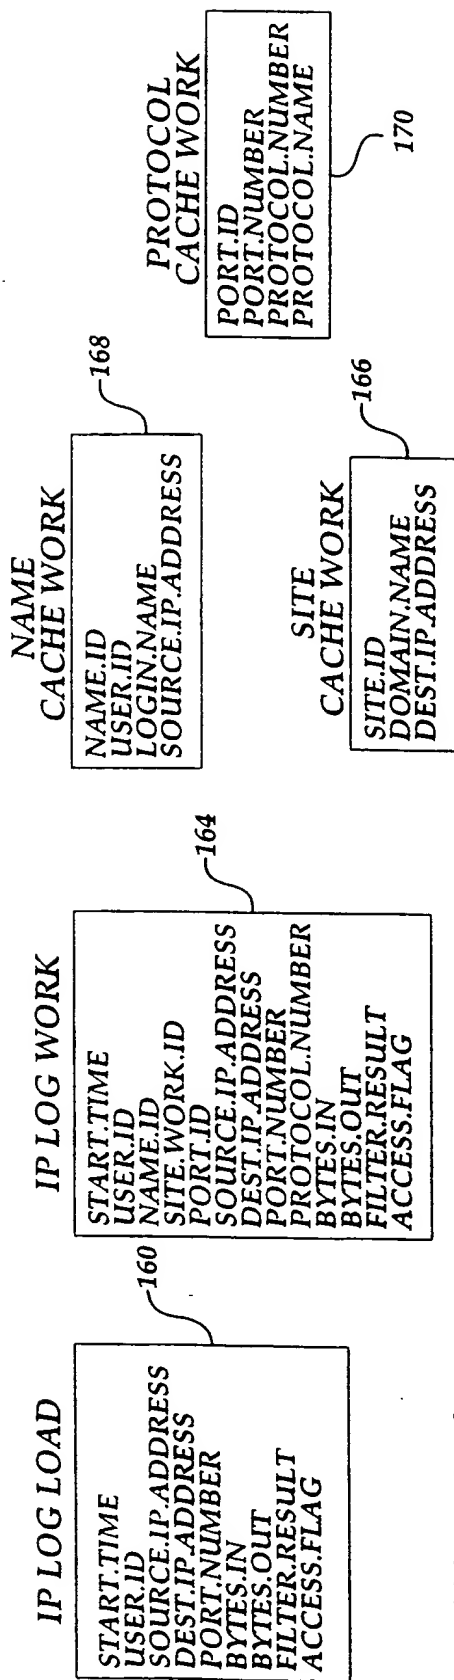 IP LOG LOAD
START.TIME
USER.ID
SOURCE.IP.ADDRESS
DEST.IP.ADDRESS
PORT.NUMBER
BYTES.IN
BYTES.OUT
FILTER.RESULT
ACCESS.FLAG
160
IP LOG WORK
START.TIME
USER.ID
NAME.ID
SITE.WORK.ID
PORT.ID
SOURCE.IP.ADDRESS
DEST.IP.ADDRESS
PORT.NUMBER
PROTOCOL.NUMBER
BYTES.IN
BYTES.OUT
FILTER.RESULT
ACCESS.FLAG
164
NAME
CACHE WORK
NAME.ID
USER.ID
LOGIN.NAME
SOURCE.IP.ADDRESS
168
SITE
CACHE WORK
SITE.ID
DOMAIN.NAME
DEST.IP.ADDRESS
166
PROTOCOL
CACHE WORK
PORT.ID
PORT.NUMBER
PROTOCOL.NUMBER
PROTOCOL.NAME
170